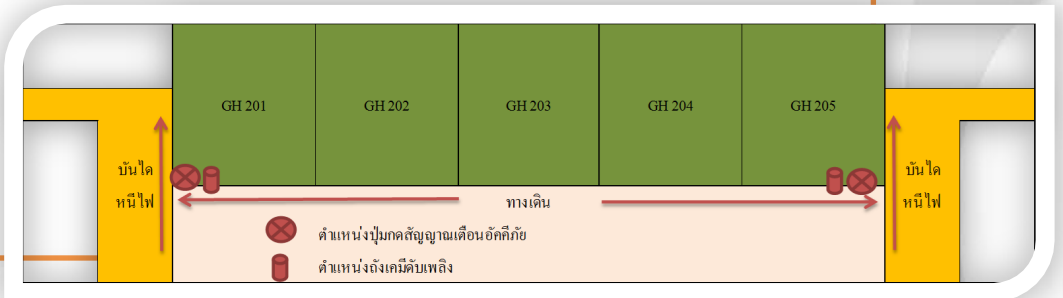 GH 201
GH 202
GH 203
GH 204
GH 205
บันได
หนีไฟ
บันได
หนีไฟ
ทางเดิน
ตำแหน่งปุ่มกดสัญญาณเตือนอัคคีภัย
ตำแหน่งถังเคมีดับเพลิง